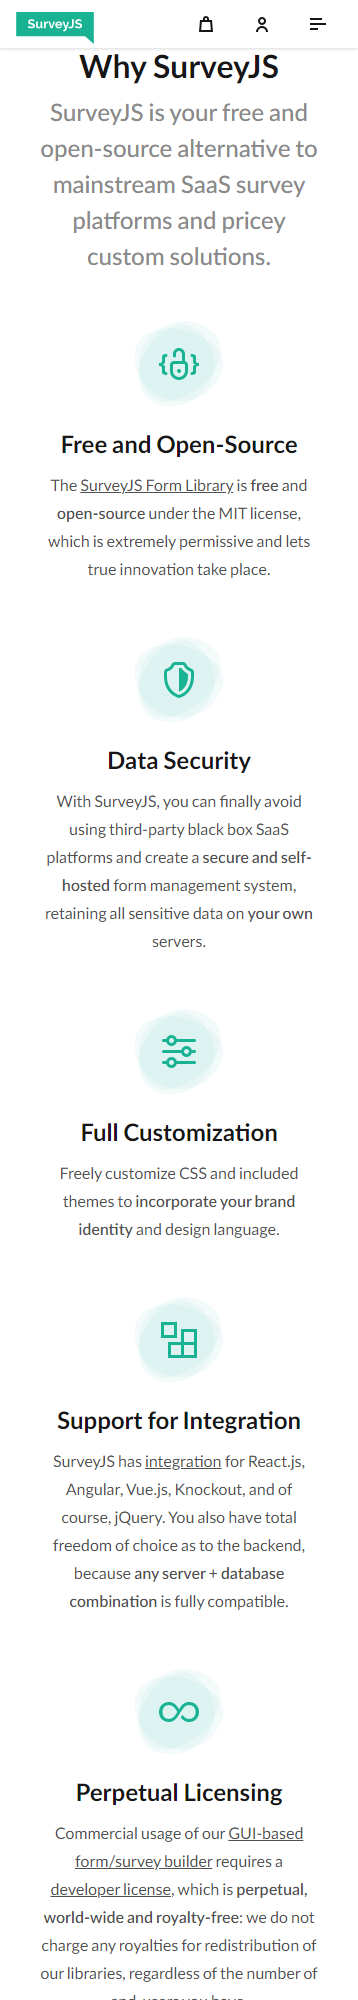 SurveyJS
Why SurveyJS
SurveyJS is your free and
open-source alternative to
mainstream SaaS survey
platforms and pricey
custom solutions.
Free and Open-Source
The SurveyJS Form Library is free and
open-source under the MIT license,
which is extremely permissive and lets
true innovation take place.
Data Security
With SurveyJS, you can finally avoid
using third-party black box SaaS
platforms and create a secure and self-
hosted form management system,
retaining all sensitive data on your own
servers.
Full Customization
Freely customize CSS and included
themes to incorporate your brand
identity and design language.
Support for Integration
SurveyJS has integration for React.js,
Angular, Vue.js, Knockout, and of
course, jQuery. You also have total
freedom of choice as to the backend,
because any server + database
combination is fully compatible.
Perpetual Licensing
Commercial usage of our GUI-based
form/survey builder requires a
developer license, which is perpetual,
world-wide and royalty-free: we do not
charge any royalties for redistribution of
our libraries, regardless of the number of